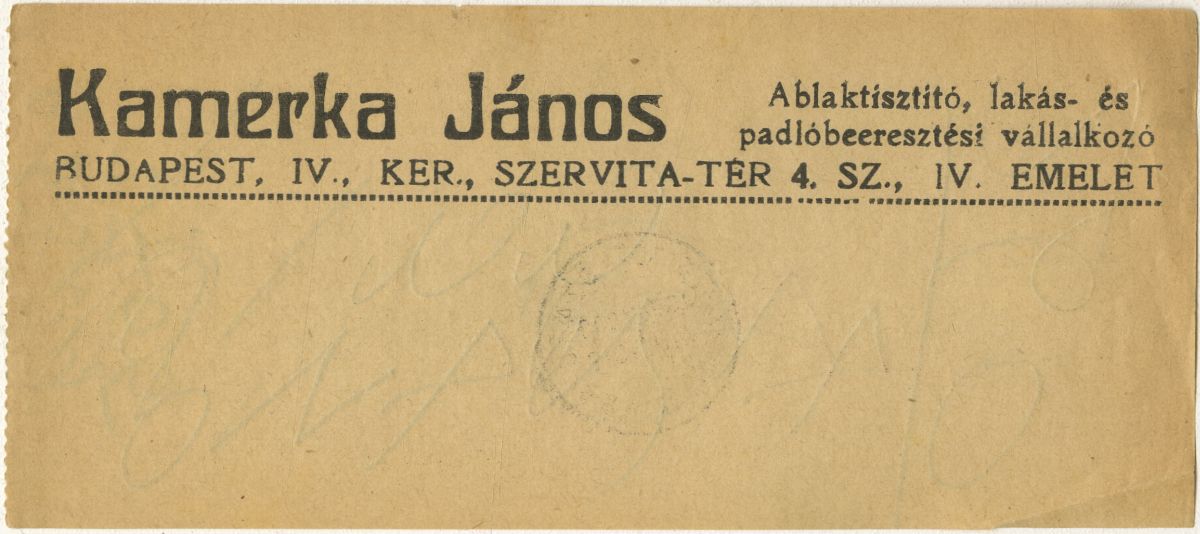 Kamerka János
Ablaktisztító, lakás- és
padlóbeeresztési vállalkozó
BUDAPEST, IV., KER., SZERVITA-TÉR 4. SZ., IV. EMELET